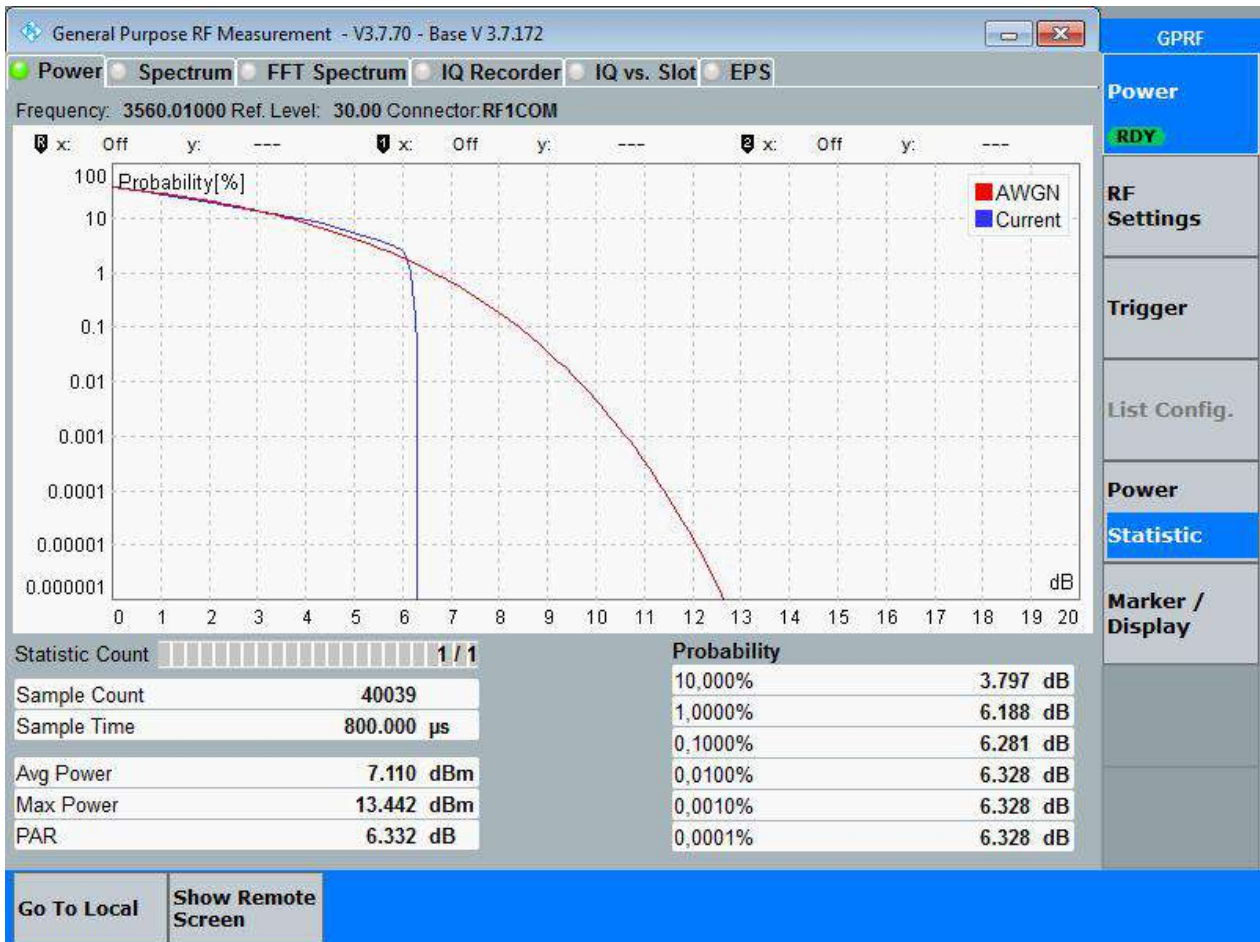 General Purpose RF Measurement - V3.7.70 - Base V 3.7.172
GPRF
Power Spectrum FFT Spectrum IQ Recorder IQ vs. Slot EPS
Frequency: 3560.01000 Ref. Level: 30.00 Connector: RF1COM
R x: Off y: --- 1 x: Off y: --- 2 x: Off y: ---
Probability[%]
AWGN
Current
100
10
1
0.1
0.01
0.001
0.0001
0.00001
0.000001
dB
0 1 2 3 4 5 6 7 8 9 10 11 12 13 14 15 16 17 18 19 20
Statistic Count 1 / 1
Sample Count 40039
Sample Time 800.000 µs
Avg Power 7.110 dBm
Max Power 13.442 dBm
PAR 6.332 dB
Probability
10,000% 3.797 dB
1,0000% 6.188 dB
0,1000% 6.281 dB
0,0100% 6.328 dB
0,0010% 6.328 dB
0,0001% 6.328 dB
Power
RDY
RF
Settings
Trigger
List Config.
Power
Statistic
Marker /
Display
Go To Local
Show Remote
Screen